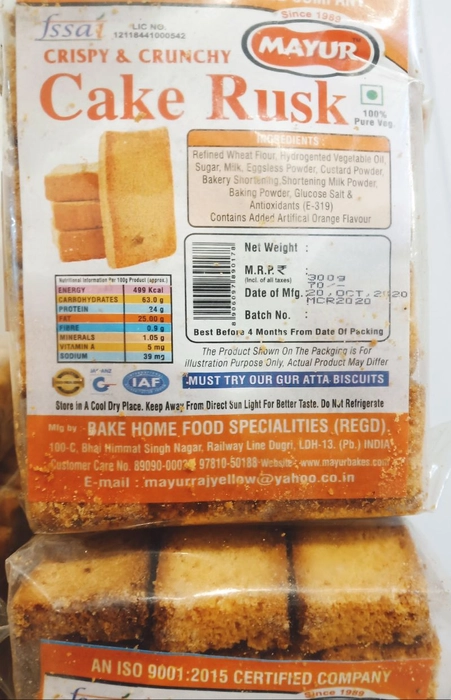 COMPANY
Since 1989
fssai
LIC NO.
12118441000542
MAYUR
CRISPY & CRUNCHY
Cake Rusk
100%
Pure Veg.
INGREDIENTS
Refined Wheat Flour, Hydrogented Vegetable Oil,
Sugar, Milk, Eggsless Powder, Custard Powder,
Bakery Shortening,Shortening Milk Powder,
Baking Powder, Glucose Salt &
Antioxidants (E-319)
Contains Added Artifical Orange Flavour
Net Weight :
300g
M.R.P. ₹ :
70/-
(Incl. of all taxes)
Date of Mfg.:
20.OCT.2020
MCR2020
Batch No. :
Best Before 4 Months From Date Of Packing
Nutritional Information Per 100g Product (approx.)
ENERGY 499 Kcal
CARBOHYDRATES 63.0 g
PROTEIN 24 g
FAT 25.00 g
FIBRE 0.9 g
MINERALS 1.05 g
VITAMIN A 5 mg
SODIUM 39 mg
The Product Shown On The Packging is For
illustration Purpose Only, Actual Product May Differ
IAF
MUST TRY OUR GUR ATTA BISCUITS
Store in A Cool Dry Place. Keep Away From Direct Sun Light For Better Taste. Do Not Refrigerate
Mfg by : BAKE HOME FOOD SPECIALITIES (REGD).
100-C, Bhai Himmat Singh Nagar, Railway Line Dugri, LDH-13. (Pb.) INDIA
Customer Care No. 97810-50188 Website: www.mayurbakes.com
E-mail : mayurrajyellow@yahoo.co.in
AN ISO 9001:2015 CERTIFIED COMPANY
Since 1989